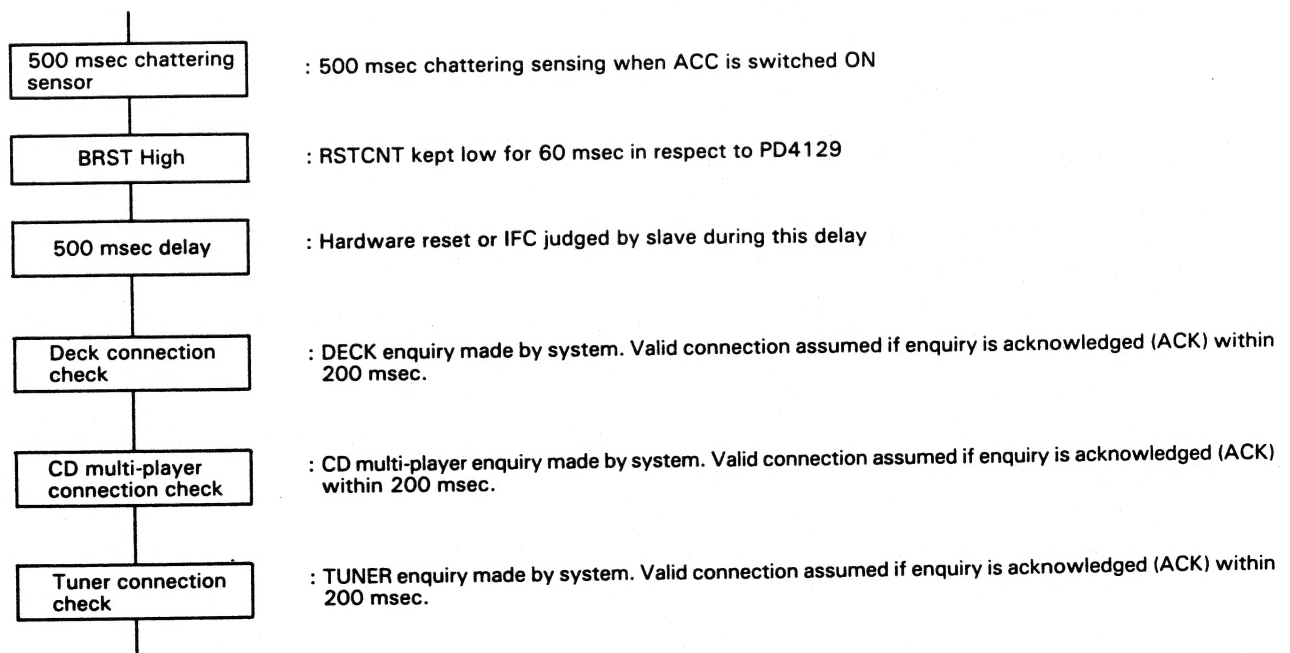 500 msec chattering
sensor
: 500 msec chattering sensing when ACC is switched ON
BRST High
: RSTCNT kept low for 60 msec in respect to PD4129
500 msec delay
: Hardware reset or IFC judged by slave during this delay
Deck connection
check
: DECK enquiry made by system. Valid connection assumed if enquiry is acknowledged (ACK) within
200 msec.
CD multi-player
connection check
: CD multi-player enquiry made by system. Valid connection assumed if enquiry is acknowledged (ACK)
within 200 msec.
Tuner connection
check
: TUNER enquiry made by system. Valid connection assumed if enquiry is acknowledged (ACK) within
200 msec.